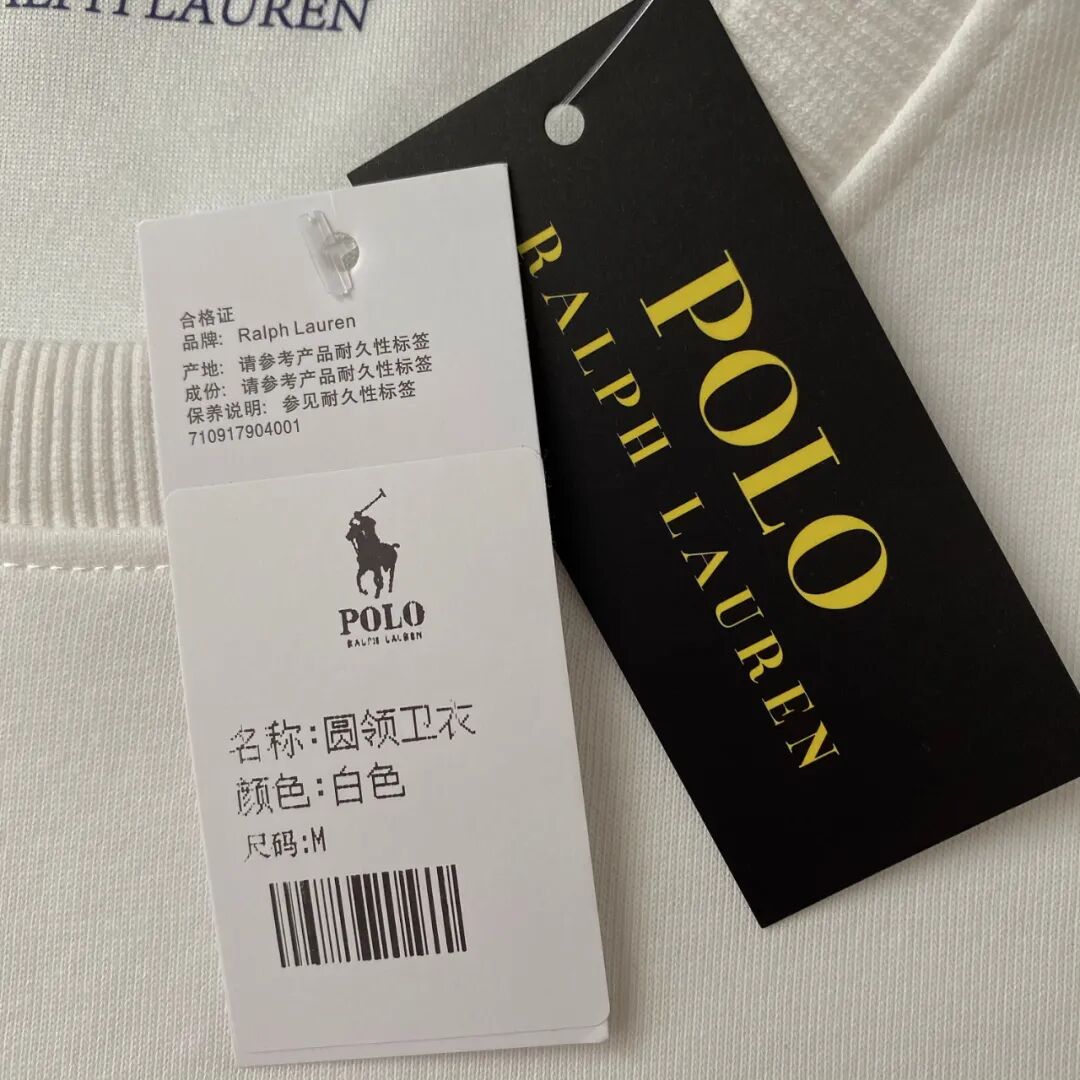 LAUREN
合格证
品牌: Ralph Lauren
产地: 请参考产品耐久性标签
成份: 请参考产品耐久性标签
保养说明: 参见耐久性标签
710917904001
POLO
RALPH LAUREN
名称:圆领卫衣
颜色:白色
尺码:M
POLO
RALPH LAUREN